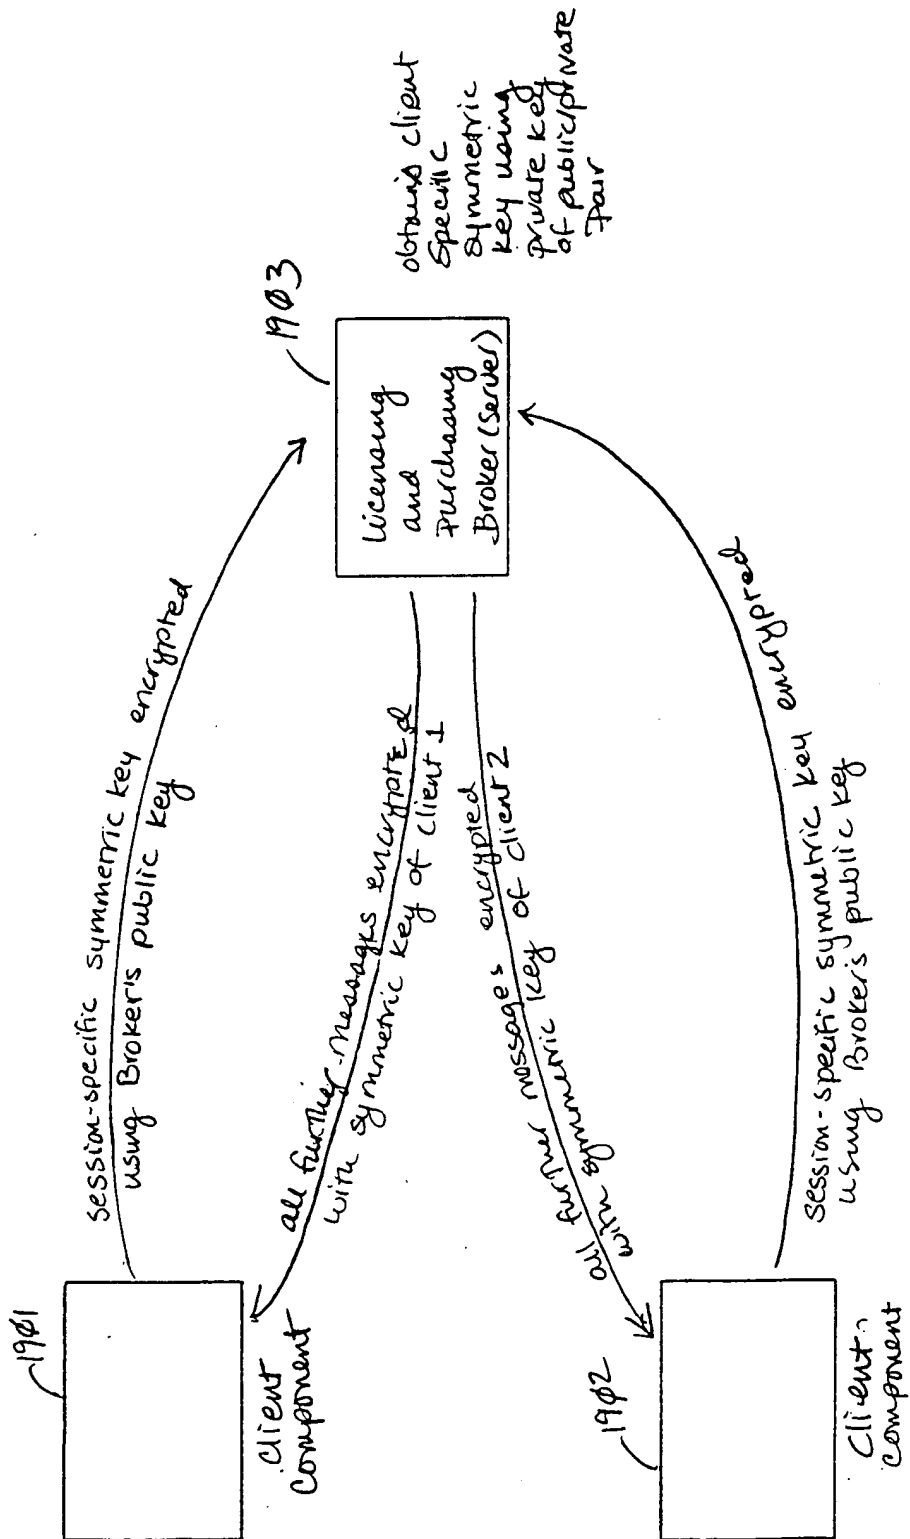 1901
Client
component
session-specific symmetric key encrypted
using Broker's public key
all further messages encrypted
with symmetric key of client 1
1903
Licensing
and
Purchasing
Broker (Server)
obtains client
specific
symmetric
key using
private key
of public/private
pair
all further messages encrypted
with symmetric key of client 2
1902
Client
component
session-specific symmetric key encrypted
using Broker's public key